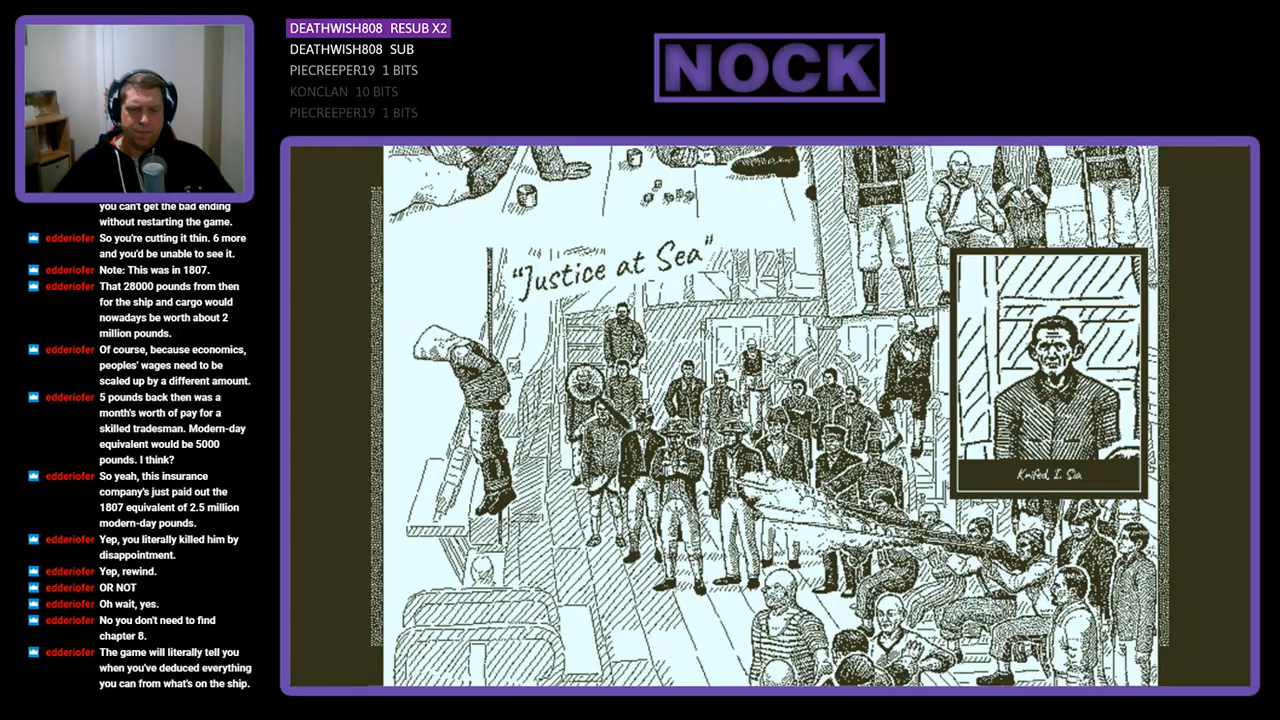 DEATHWISH808 RESUB X2
DEATHWISH808 SUB
PIECREEPER19 1 BITS
KONCLAN 10 BITS
PIECREEPER19 1 BITS
NOCK
you can't get the bad ending
without restarting the game.
edderiofer So you're cutting it thin. 6 more
and you'd be unable to see it.
edderiofer Note: This was in 1807.
edderiofer That 28000 pounds from then
for the ship and cargo would
nowadays be worth about 2
million pounds.
edderiofer Of course, because economics,
peoples' wages need to be
scaled up by a different amount.
edderiofer 5 pounds back then was a
month's worth of pay for a
skilled tradesman. Modern-day
equivalent would be 5000
pounds. I think?
edderiofer So yeah, this insurance
company's just paid out the
1807 equivalent of 2.5 million
modern-day pounds.
edderiofer Yep, you literally killed him by
disappointment.
edderiofer Yep, rewind.
edderiofer OR NOT
edderiofer Oh wait, yes.
edderiofer No you don't need to find
chapter 8.
edderiofer The game will literally tell you
when you've deduced everything
you can from what's on the ship.
"Justice at Sea"
Knifed, I. Sia